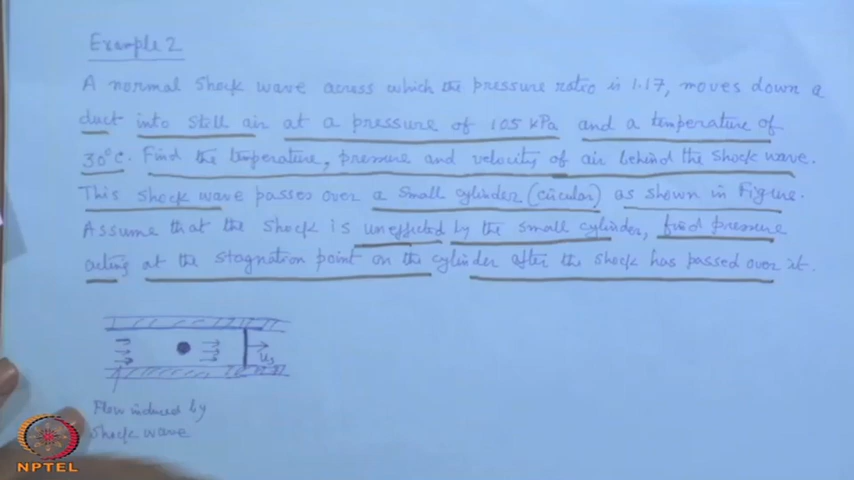 Example 2
A normal shock wave across which the pressure ratio is 1.17, moves down a
duct into still air at a pressure of 105 kPa and a temperature of
30°C. Find the temperature, pressure and velocity of air behind the shock wave.
This shock wave passes over a small cylinder (circular) as shown in Figure.
Assume that the shock is uneffected by the small cylinder, find pressure
acting at the stagnation point on the cylinder after the shock has passed over it.
Us
Flow induced by
shock wave
NPTEL